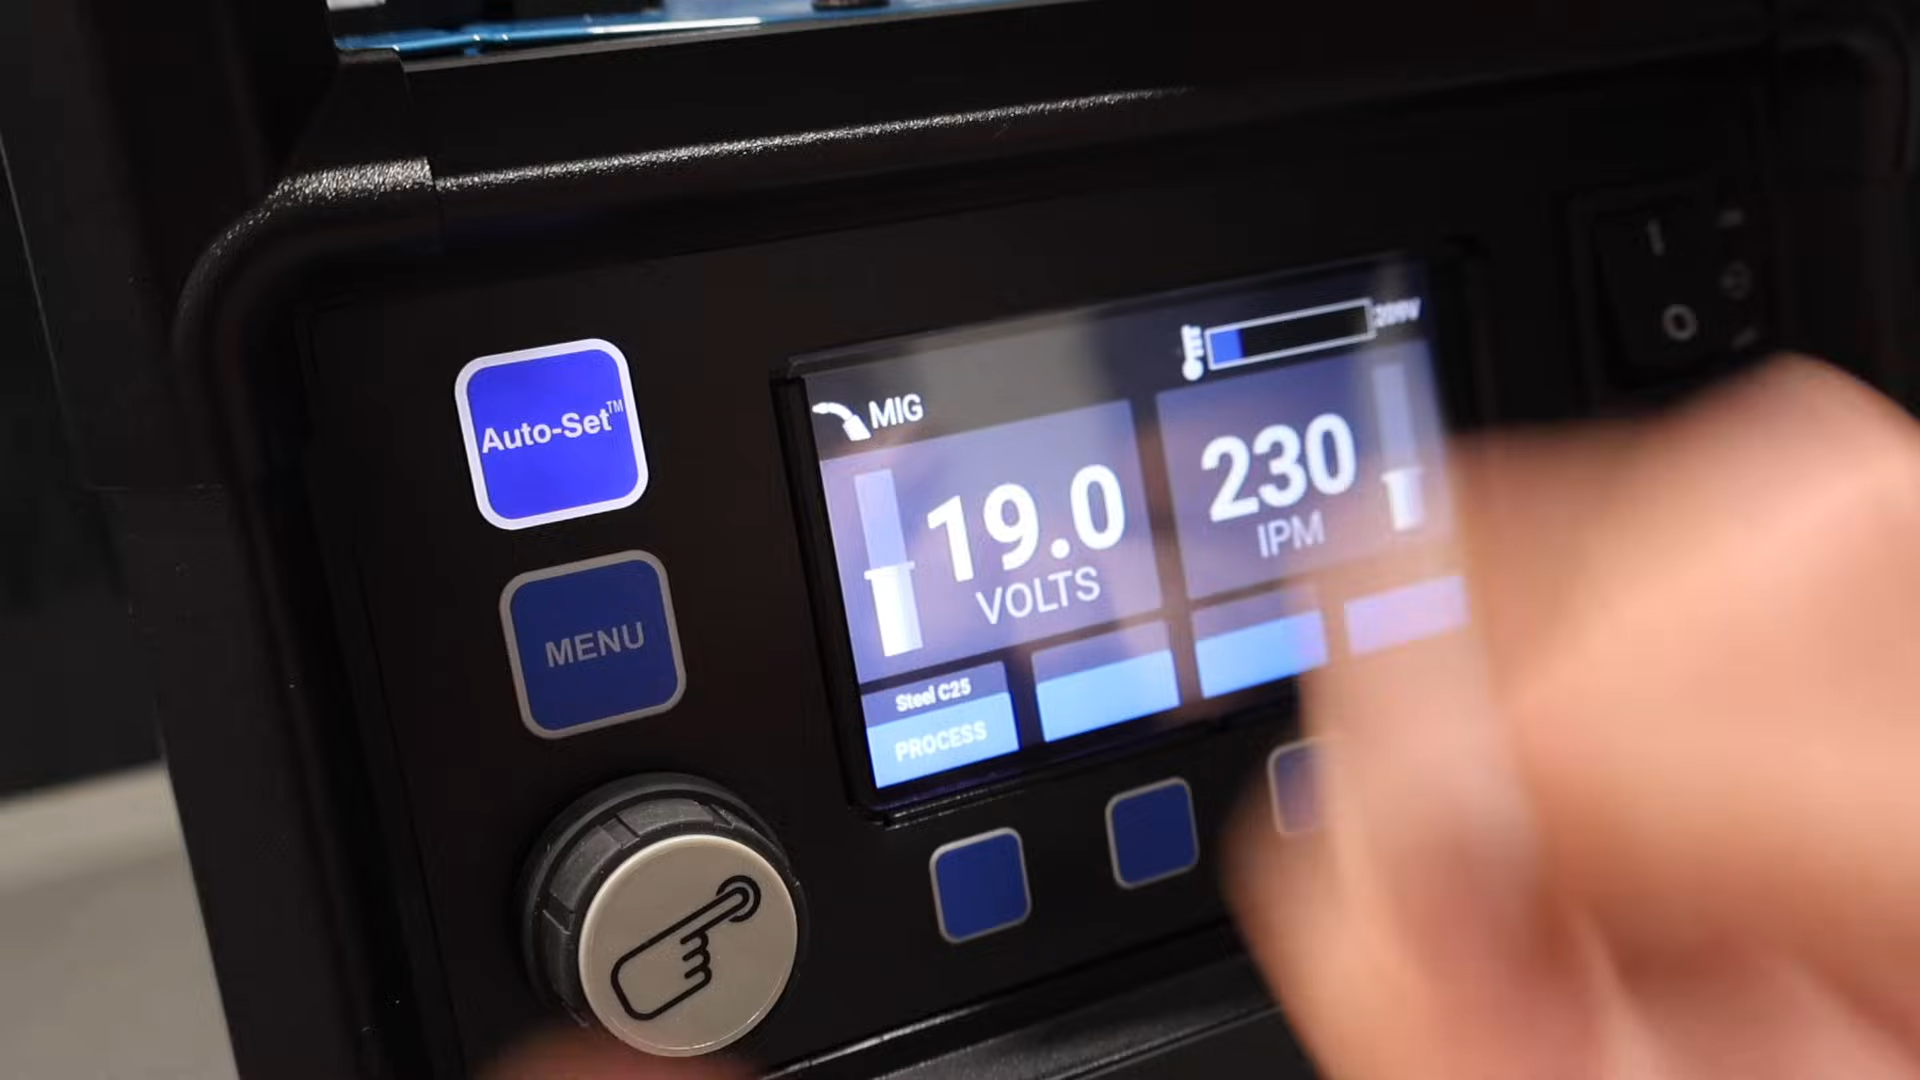 Auto-Set™
MENU
MIG
19.0
VOLTS
230
IPM
Steel C25
PROCESS